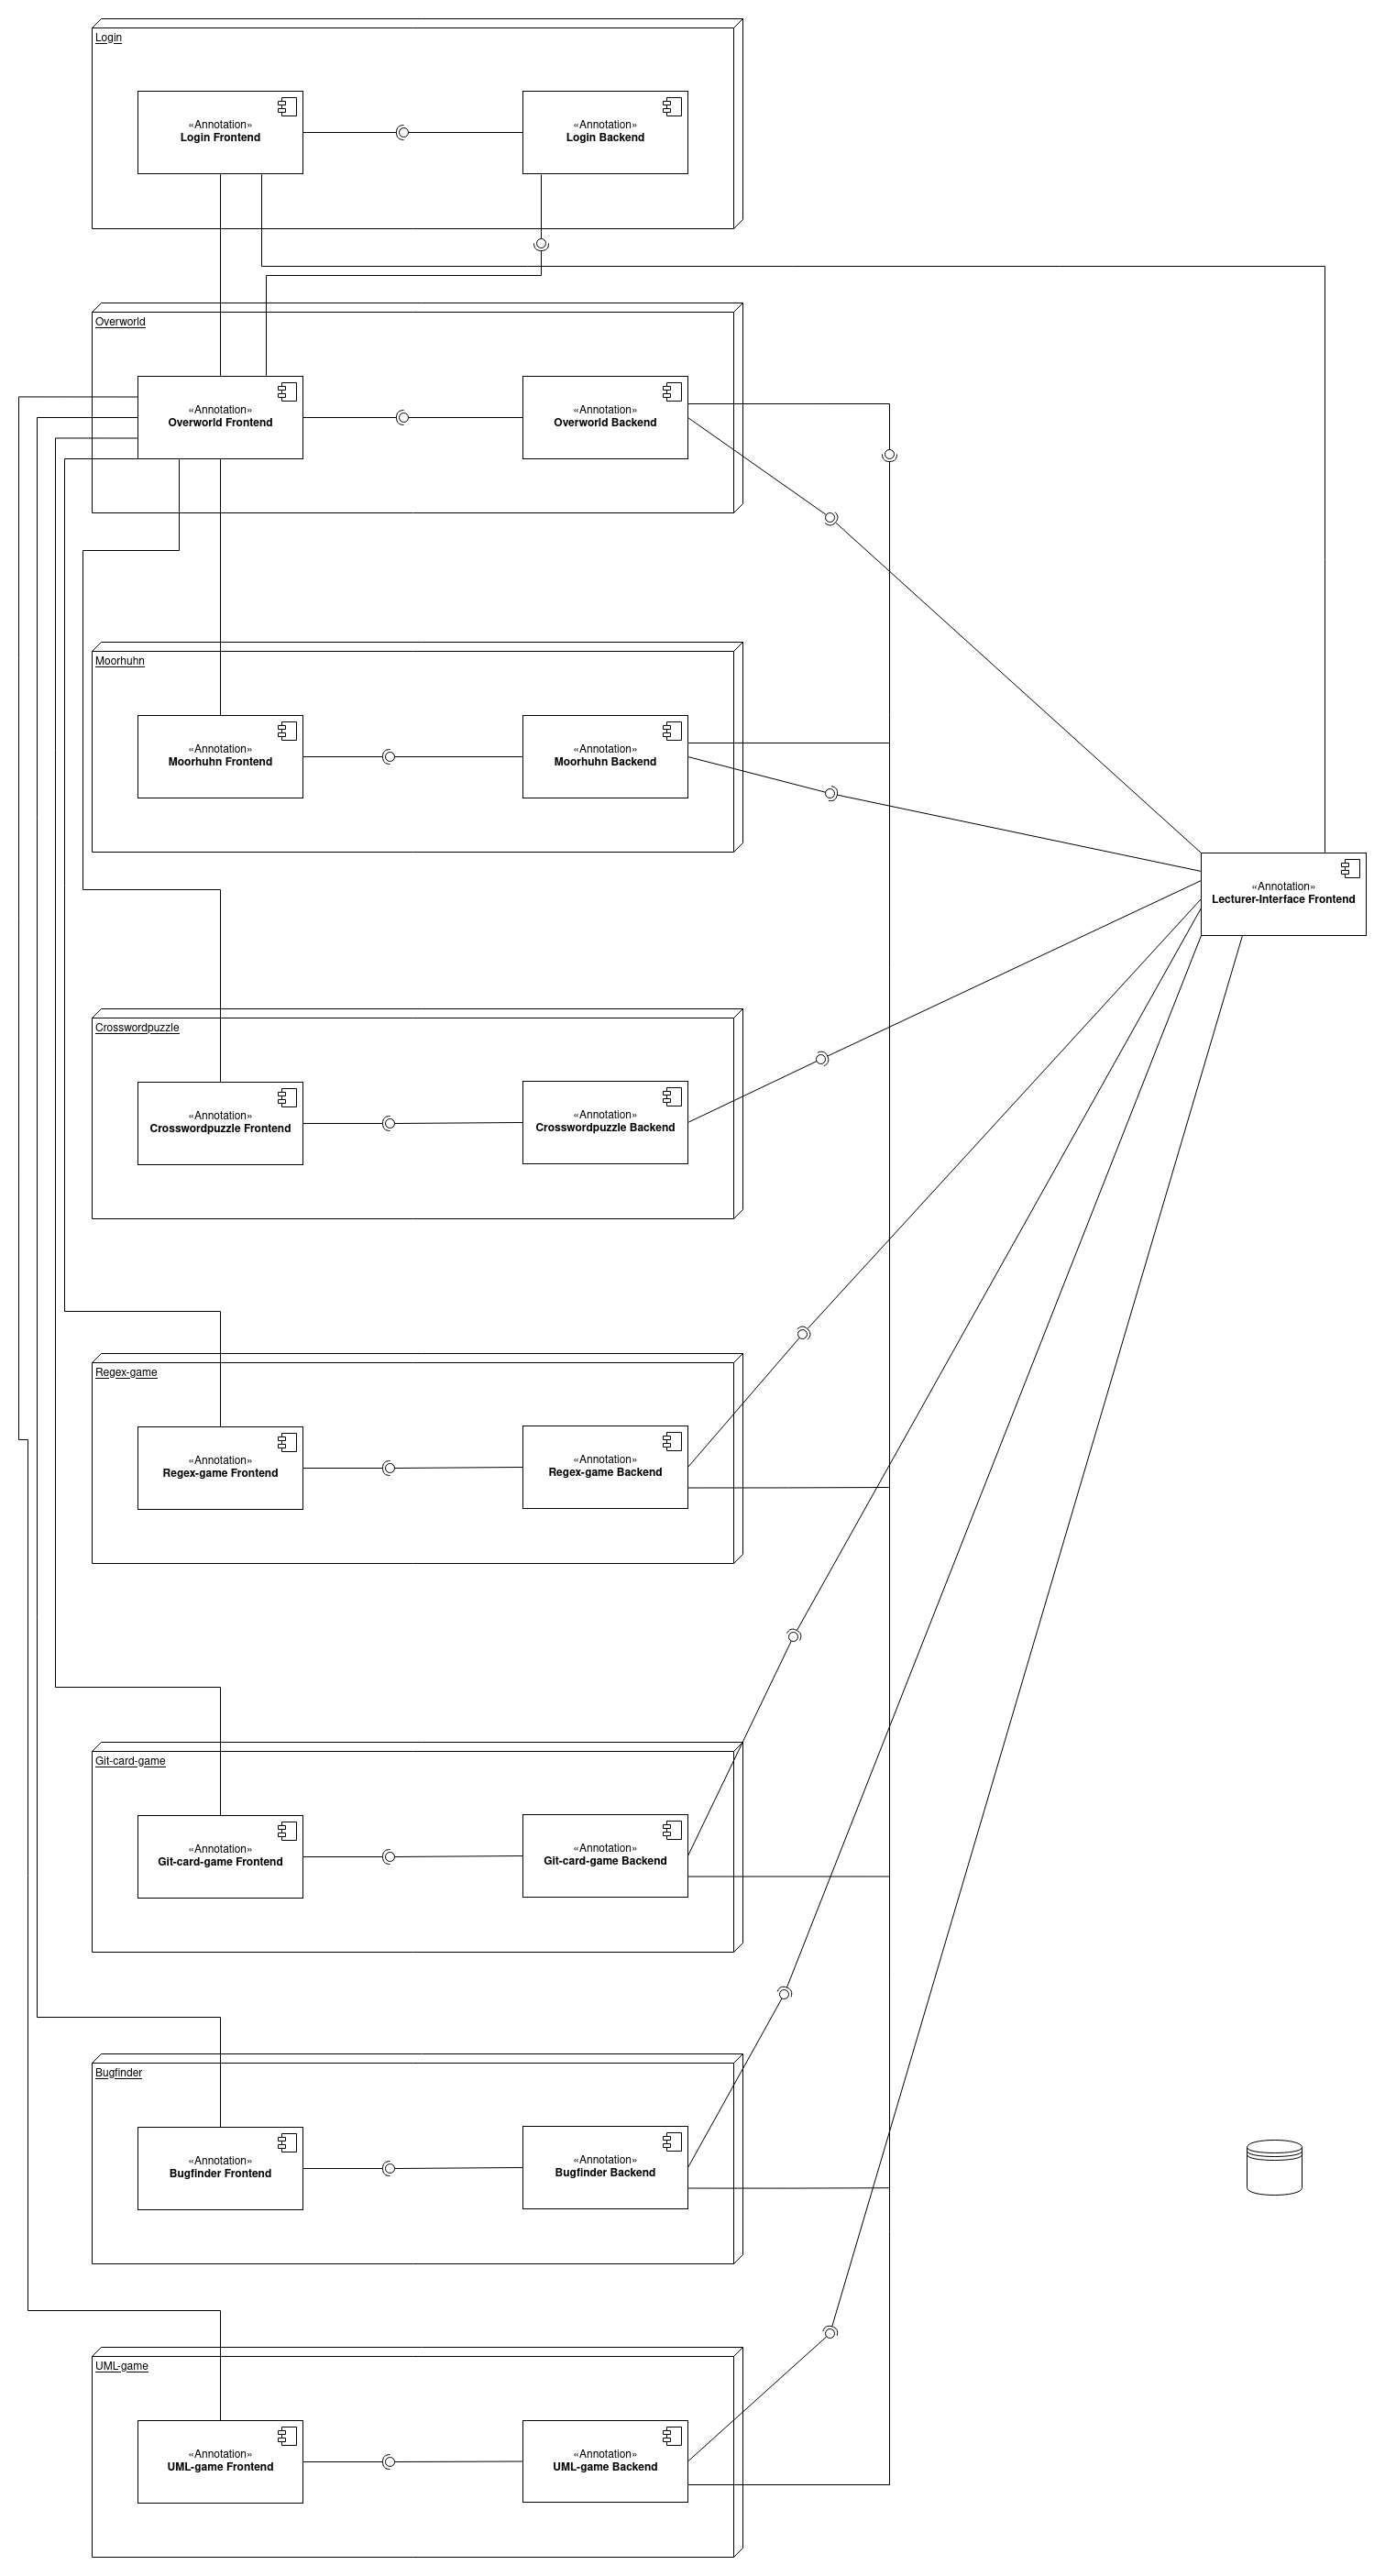 Login
«Annotation»
Login Frontend
«Annotation»
Login Backend
Overworld
«Annotation»
Overworld Frontend
«Annotation»
Overworld Backend
Moorhuhn
«Annotation»
Moorhuhn Frontend
«Annotation»
Moorhuhn Backend
«Annotation»
Lecturer-Interface Frontend
Crosswordpuzzle
«Annotation»
Crosswordpuzzle Frontend
«Annotation»
Crosswordpuzzle Backend
Regex-game
«Annotation»
Regex-game Frontend
«Annotation»
Regex-game Backend
Git-card-game
«Annotation»
Git-card-game Frontend
«Annotation»
Git-card-game Backend
Bugfinder
«Annotation»
Bugfinder Frontend
«Annotation»
Bugfinder Backend
UML-game
«Annotation»
UML-game Frontend
«Annotation»
UML-game Backend